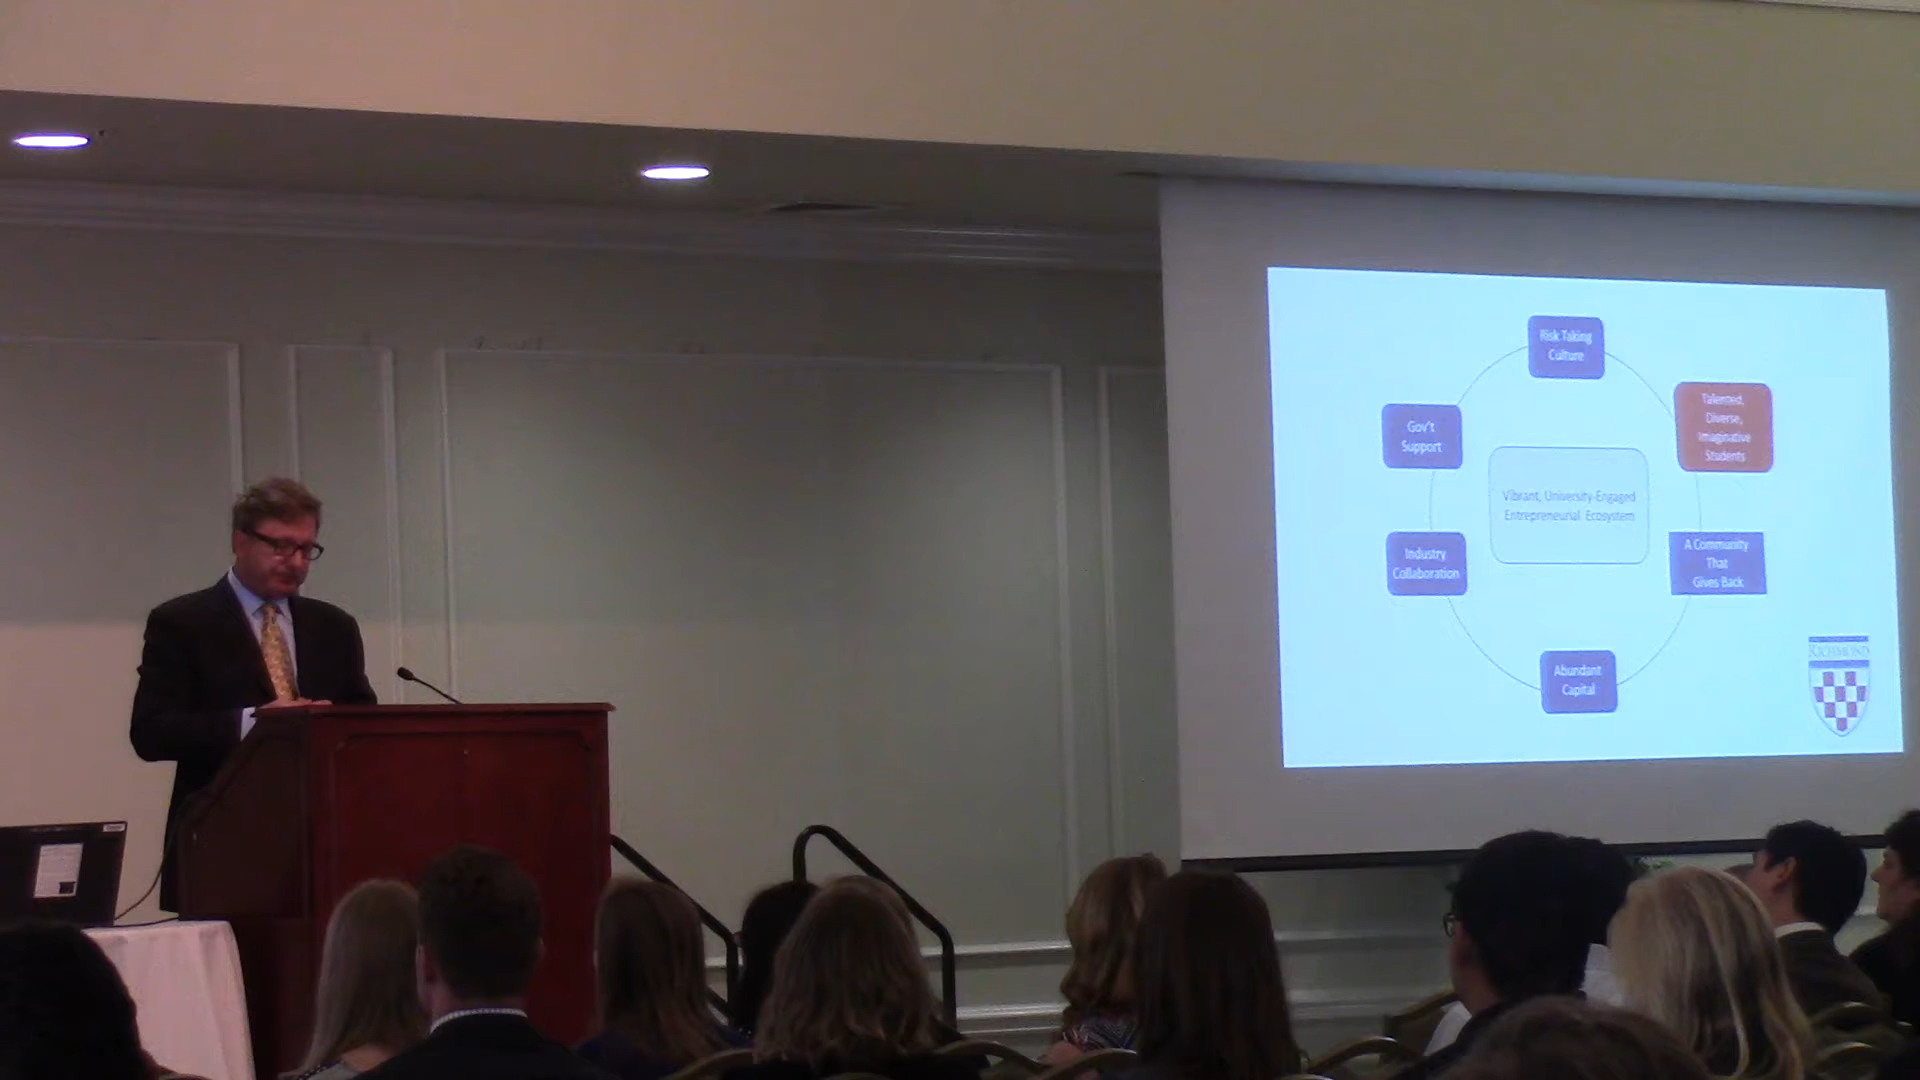 Risk Taking
Culture
Talented,
Diverse,
Imaginative
Students
Gov't
Support
Vibrant, University-Engaged
Entrepreneurial Ecosystem
Industry
Collaboration
A Community
That
Gives Back
Abundant
Capital
RICHMOND